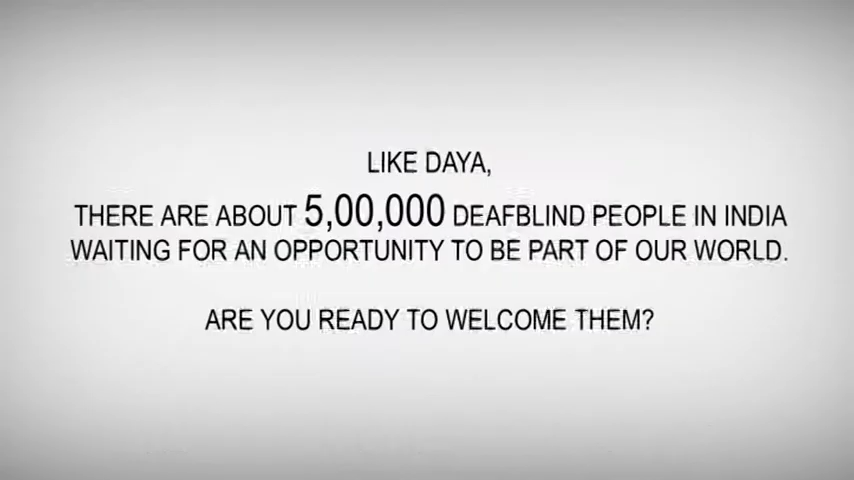 LIKE DAYA,
THERE ARE ABOUT 5,00,000 DEAFBLIND PEOPLE IN INDIA
WAITING FOR AN OPPORTUNITY TO BE PART OF OUR WORLD.
ARE YOU READY TO WELCOME THEM?